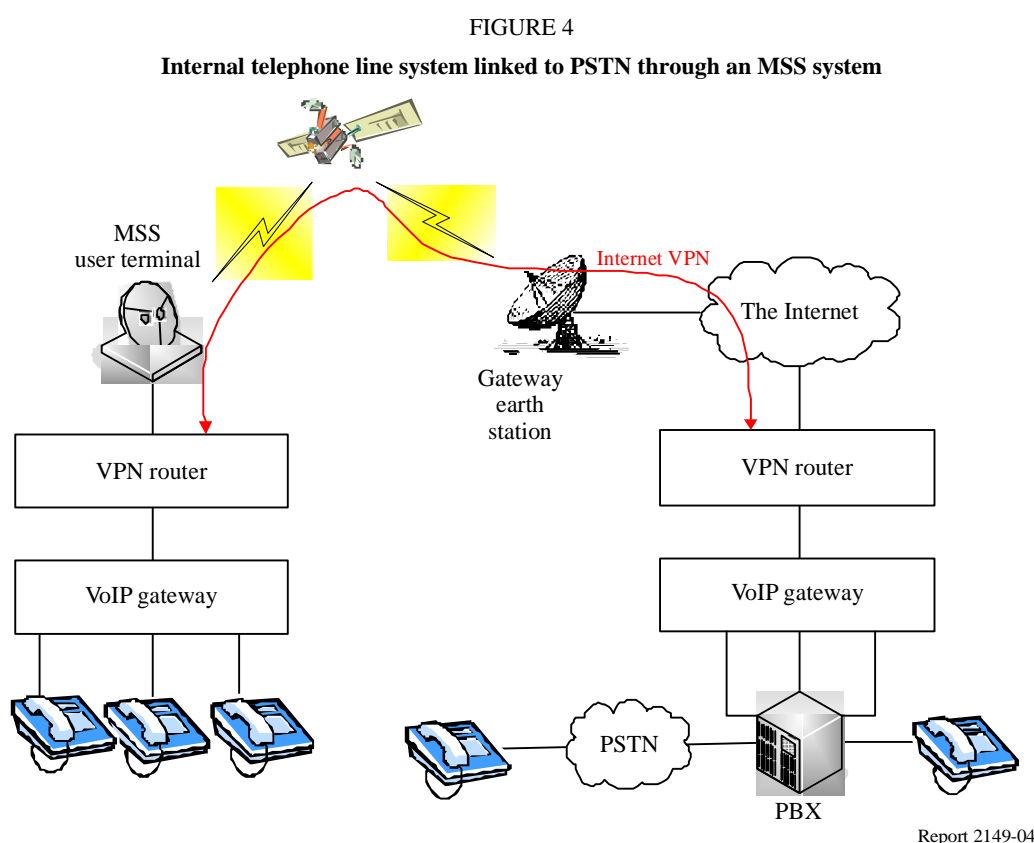 FIGURE 4
Internal telephone line system linked to PSTN through an MSS system
MSS
user terminal
Internet VPN
The Internet
Gateway
earth
station
VPN router
VPN router
VoIP gateway
VoIP gateway
PSTN
PBX
Report 2149-04